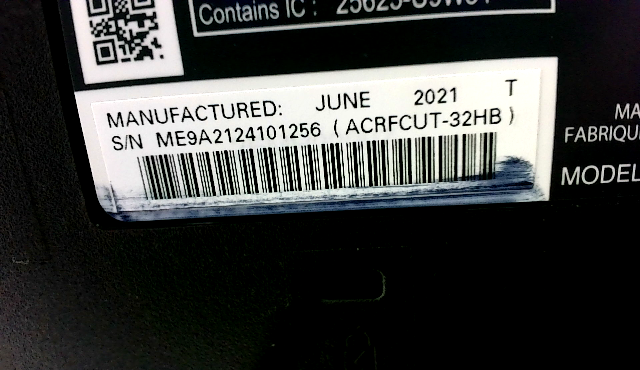 Contains IC :
MANUFACTURED: JUNE 2021 T
S/N ME9A2124101256 ( ACRFCUT-32HB )
MA
FABRIQU
MODEL